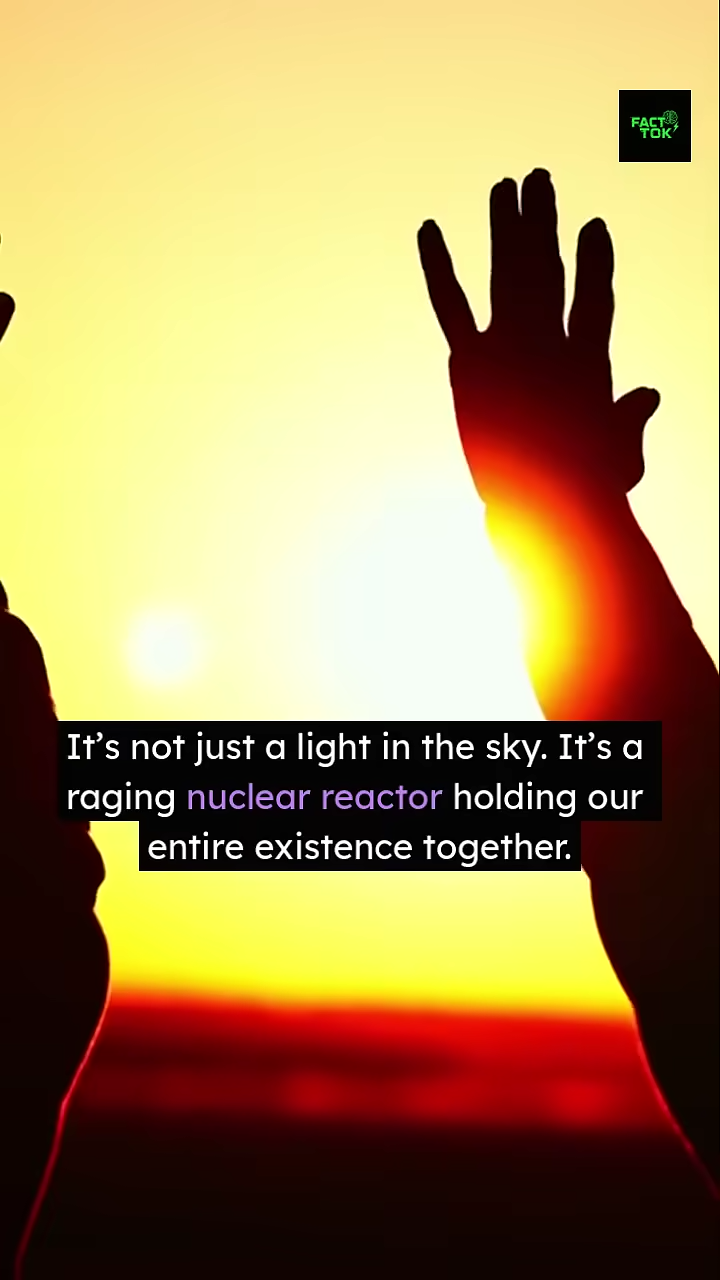 FACT
TOK
It’s not just a light in the sky. It’s a
raging nuclear reactor holding our
entire existence together.